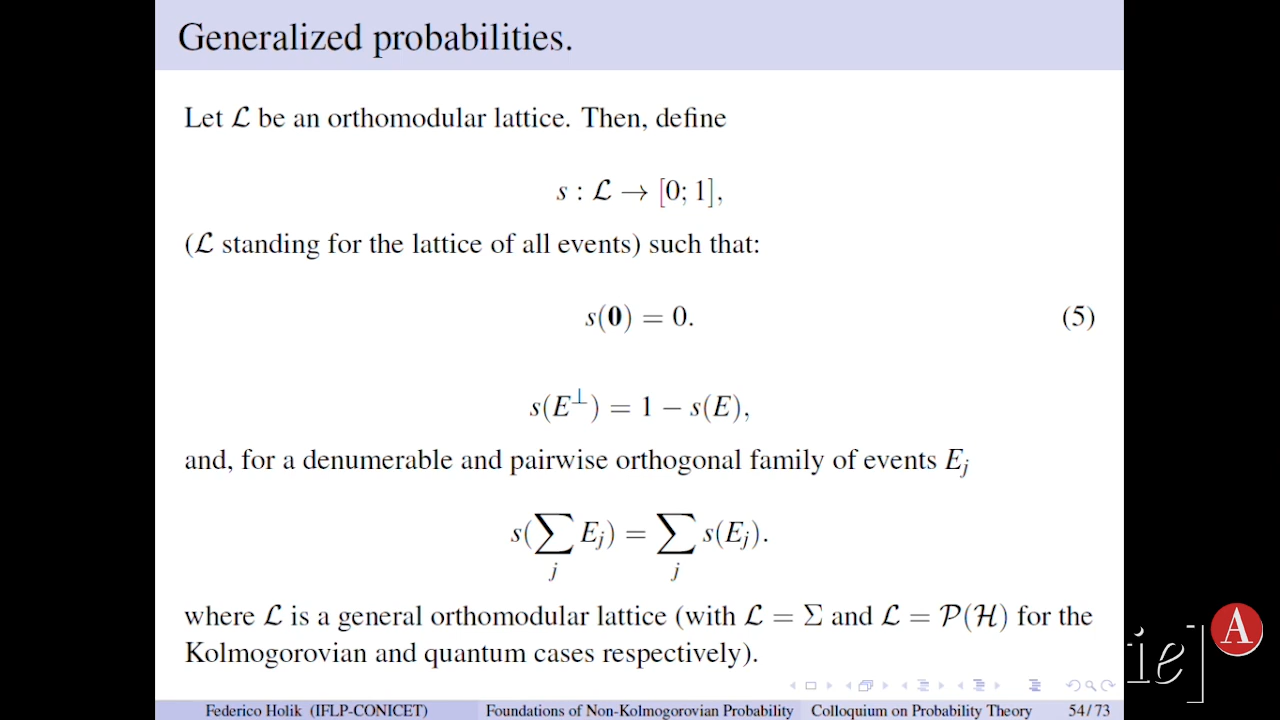 Generalized probabilities.
Let ℒ be an orthomodular lattice. Then, define
s : ℒ → [0; 1],
(ℒ standing for the lattice of all events) such that:
s(𝟎) = 0. (5)
s(E⊥) = 1 − s(E),
and, for a denumerable and pairwise orthogonal family of events E_j
s(∑_j E_j) = ∑_j s(E_j).
where ℒ is a general orthomodular lattice (with ℒ = Σ and ℒ = 𝒫(ℋ) for the
Kolmogorovian and quantum cases respectively).
ie]
A
Federico Holik (IFLP-CONICET) Foundations of Non-Kolmogorovian Probability Colloquium on Probability Theory 54 / 73